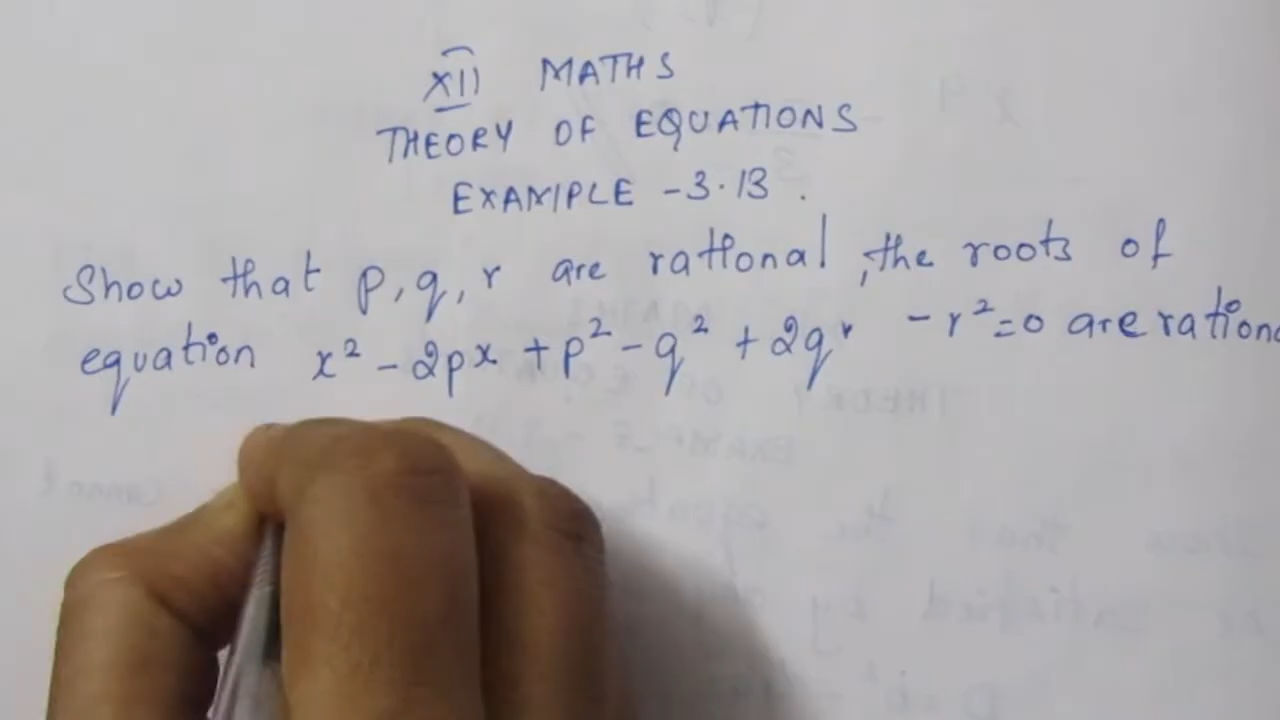 XII MATHS
THEORY OF EQUATIONS
EXAMPLE - 3.13.
Show that p, q, r are rational, the roots of
equation x² - 2px + p² - q² + 2qr - r² = 0 are rationa